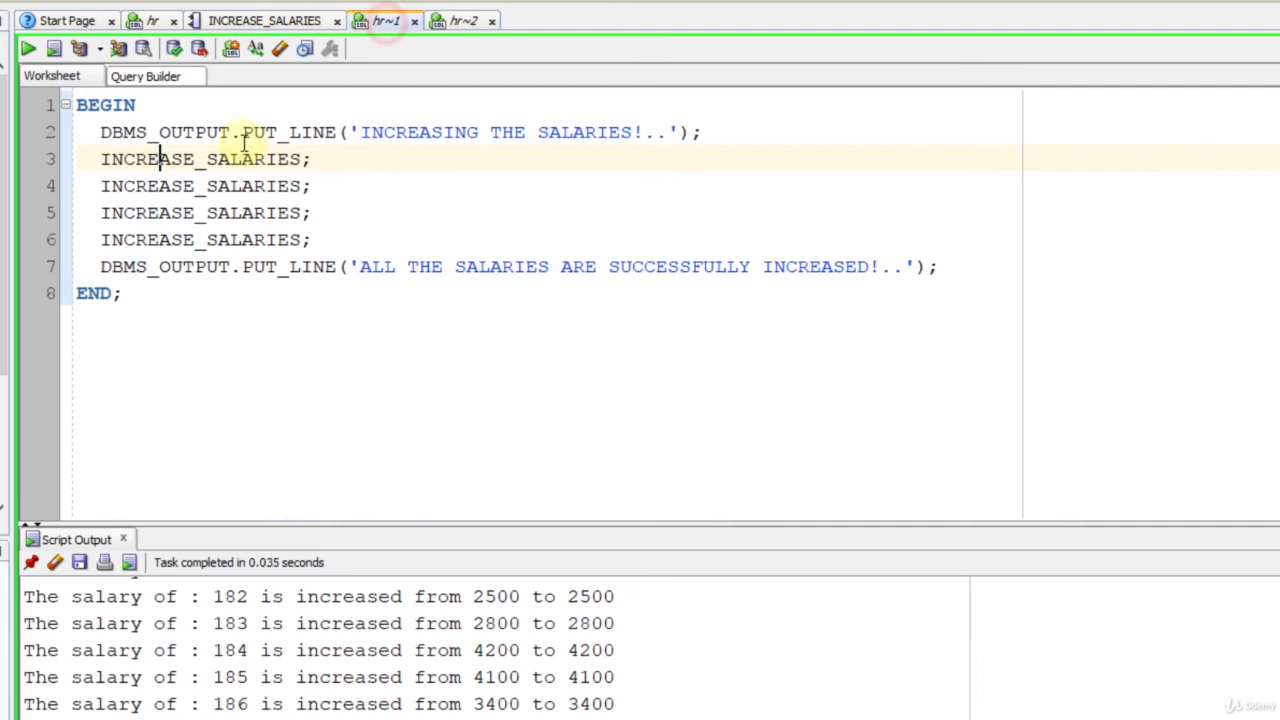 Start Page hr INCREASE_SALARIES hr~1 hr~2
Worksheet Query Builder
1 BEGIN
2 DBMS_OUTPUT.PUT_LINE('INCREASING THE SALARIES!..');
3 INCREASE_SALARIES;
4 INCREASE_SALARIES;
5 INCREASE_SALARIES;
6 INCREASE_SALARIES;
7 DBMS_OUTPUT.PUT_LINE('ALL THE SALARIES ARE SUCCESSFULLY INCREASED!..');
8 END;
Script Output
Task completed in 0.035 seconds
The salary of : 182 is increased from 2500 to 2500
The salary of : 183 is increased from 2800 to 2800
The salary of : 184 is increased from 4200 to 4200
The salary of : 185 is increased from 4100 to 4100
The salary of : 186 is increased from 3400 to 3400
Udemy